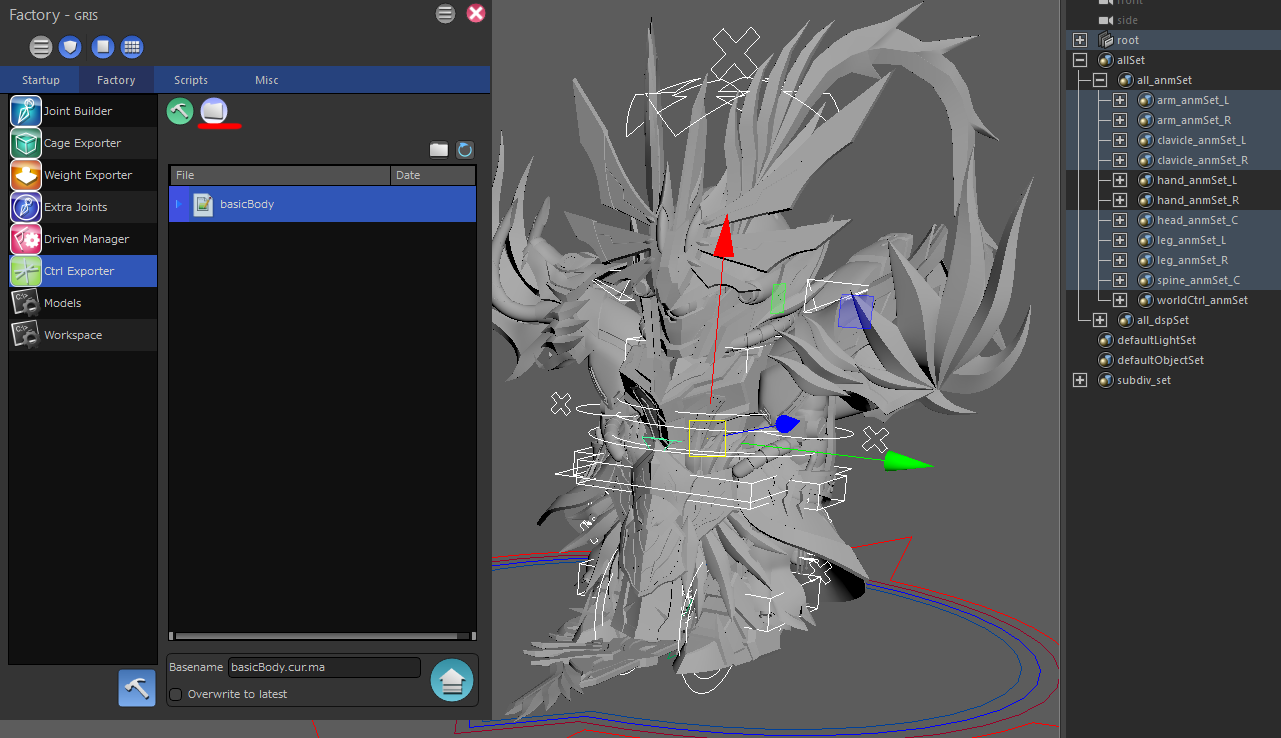 Factory - GRIS
Startup
Factory
Scripts
Misc
Joint Builder
Cage Exporter
Weight Exporter
Extra Joints
Driven Manager
Ctrl Exporter
Models
Workspace
File
Date
basicBody
Basename
basicBody.cur.ma
Overwrite to latest
front
side
root
allSet
all_anmSet
arm_anmSet_L
arm_anmSet_R
clavicle_anmSet_L
clavicle_anmSet_R
hand_anmSet_L
hand_anmSet_R
head_anmSet_C
leg_anmSet_L
leg_anmSet_R
spine_anmSet_C
worldCtrl_anmSet
all_dspSet
defaultLightSet
defaultObjectSet
subdiv_set